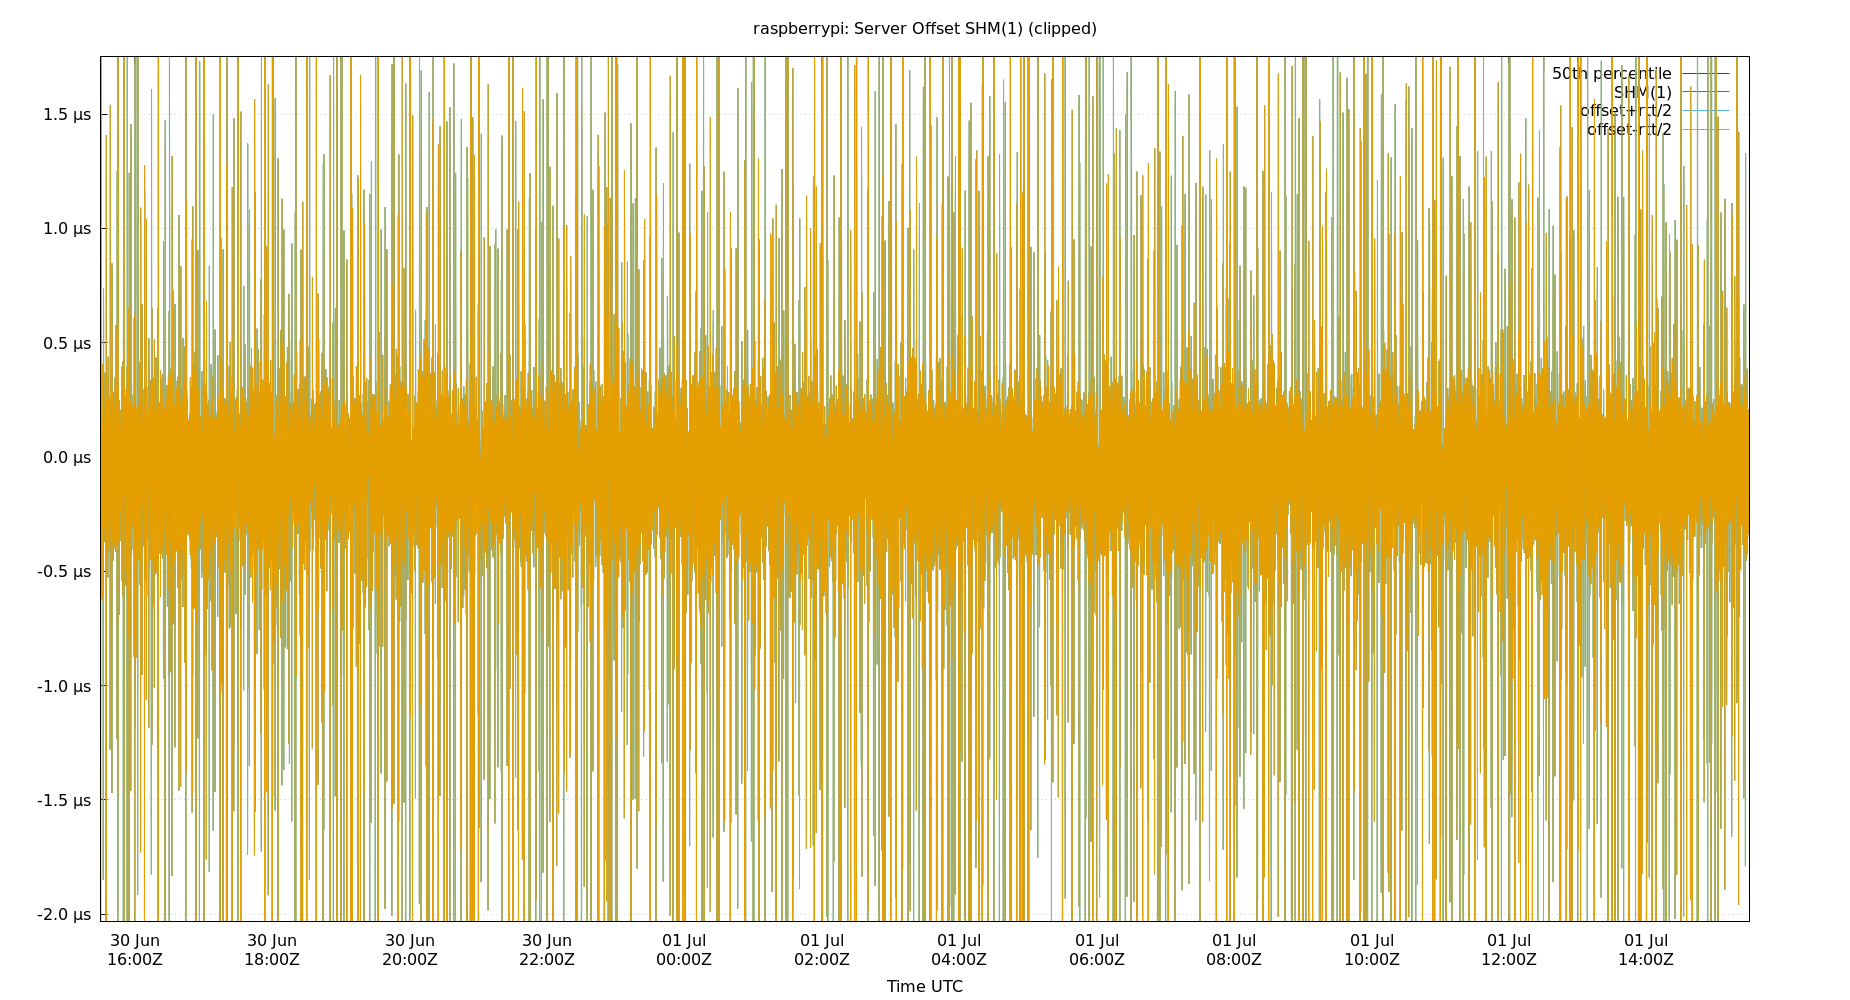 raspberrypi: Server Offset SHM(1) (clipped)
50th percentile
SHM(1)
offset+rtt/2
offset-rtt/2
1.5 µs
1.0 µs
0.5 µs
0.0 µs
-0.5 µs
-1.0 µs
-1.5 µs
-2.0 µs
30 Jun 30 Jun 30 Jun 30 Jun 01 Jul 01 Jul 01 Jul 01 Jul 01 Jul 01 Jul 01 Jul 01 Jul
16:00Z 18:00Z 20:00Z 22:00Z 00:00Z 02:00Z 04:00Z 06:00Z 08:00Z 10:00Z 12:00Z 14:00Z
Time UTC